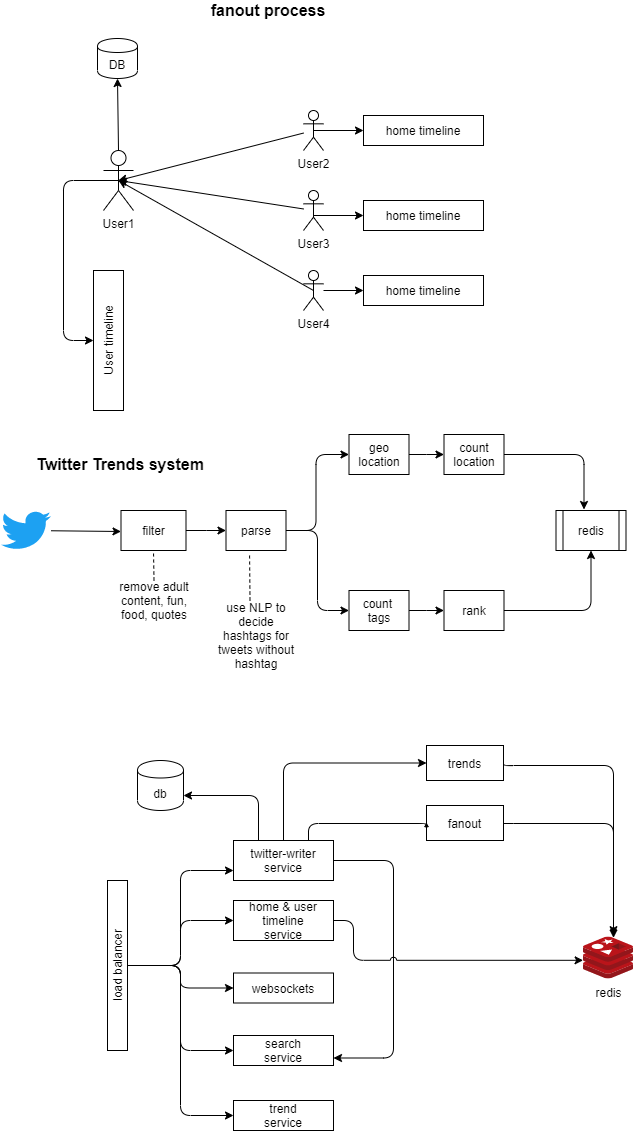 fanout process
DB
User2
home timeline
User1
User3
home timeline
User4
home timeline
User timeline
Twitter Trends system
geo
location
count
location
filter
parse
redis
remove adult
content, fun,
food, quotes
use NLP to
decide
hashtags for
tweets without
hashtag
count
tags
rank
db
trends
fanout
twitter-writer
service
load balancer
home & user
timeline
service
websockets
search
service
trend
service
redis